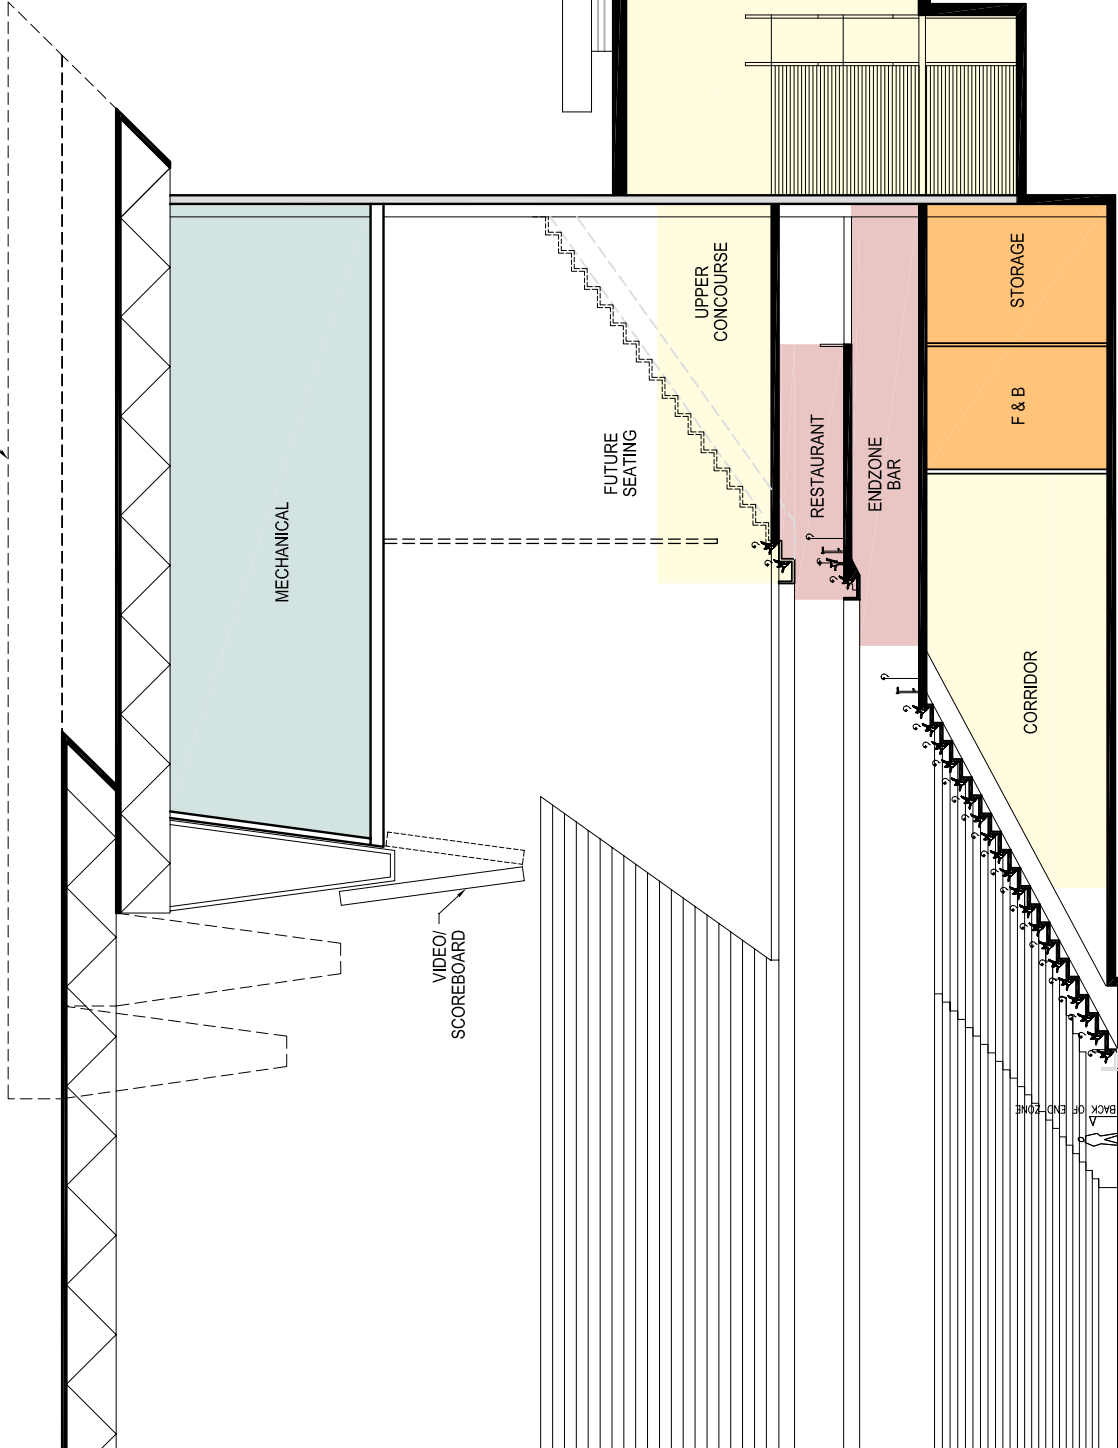 MECHANICAL
FUTURE
SEATING
UPPER
CONCOURSE
RESTAURANT
ENDZONE
BAR
STORAGE
F & B
CORRIDOR
VIDEO/
SCOREBOARD
BACK OF END ZONE